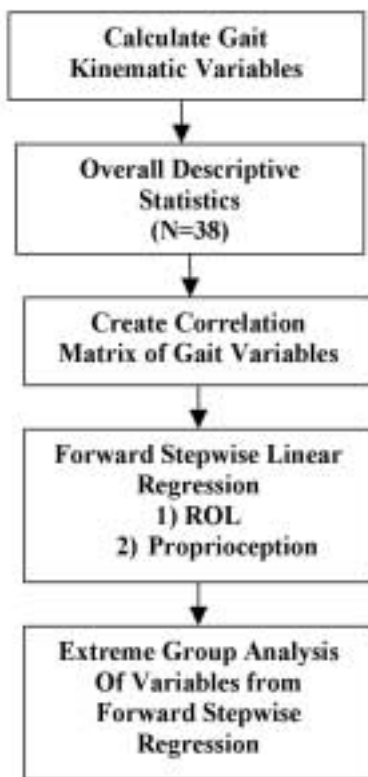 Calculate Gait
Kinematic Variables
Overall Descriptive
Statistics
(N=38)
Create Correlation
Matrix of Gait Variables
Forward Stepwise Linear
Regression
1) ROL
2) Proprioception
Extreme Group Analysis
Of Variables from
Forward Stepwise
Regression